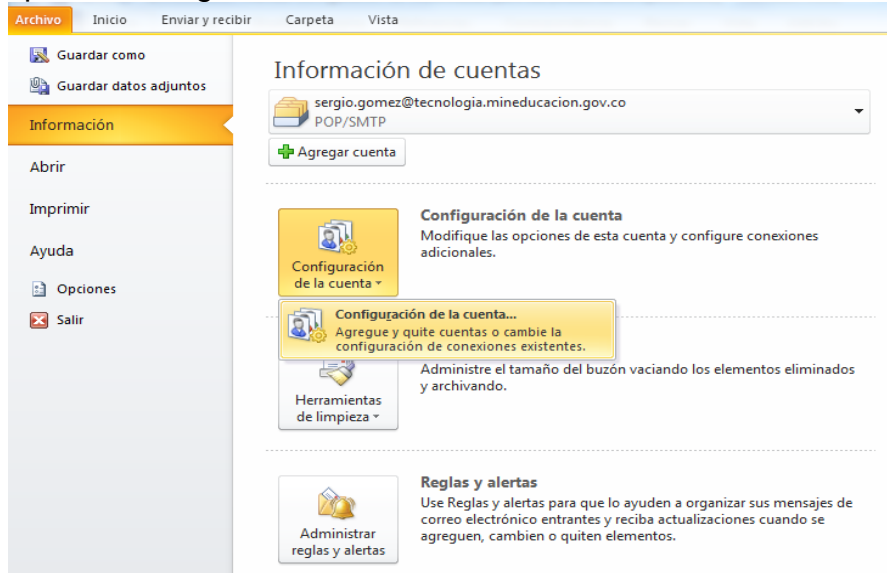 Archivo Inicio Enviar y recibir Carpeta Vista
Guardar como
Guardar datos adjuntos
Información
Abrir
Imprimir
Ayuda
Opciones
Salir
Información de cuentas
sergio.gomez@tecnologia.mineducacion.gov.co
POP/SMTP
Agregar cuenta
Configuración
de la cuenta
Configuración de la cuenta
Modifique las opciones de esta cuenta y configure conexiones
adicionales.
Configuración de la cuenta...
Agregue y quite cuentas o cambie la
configuración de conexiones existentes.
Herramientas
de limpieza
Administre el tamaño del buzón vaciando los elementos eliminados
y archivando.
Administrar
reglas y alertas
Reglas y alertas
Use Reglas y alertas para que lo ayuden a organizar sus mensajes de
correo electrónico entrantes y reciba actualizaciones cuando se
agreguen, cambien o quiten elementos.